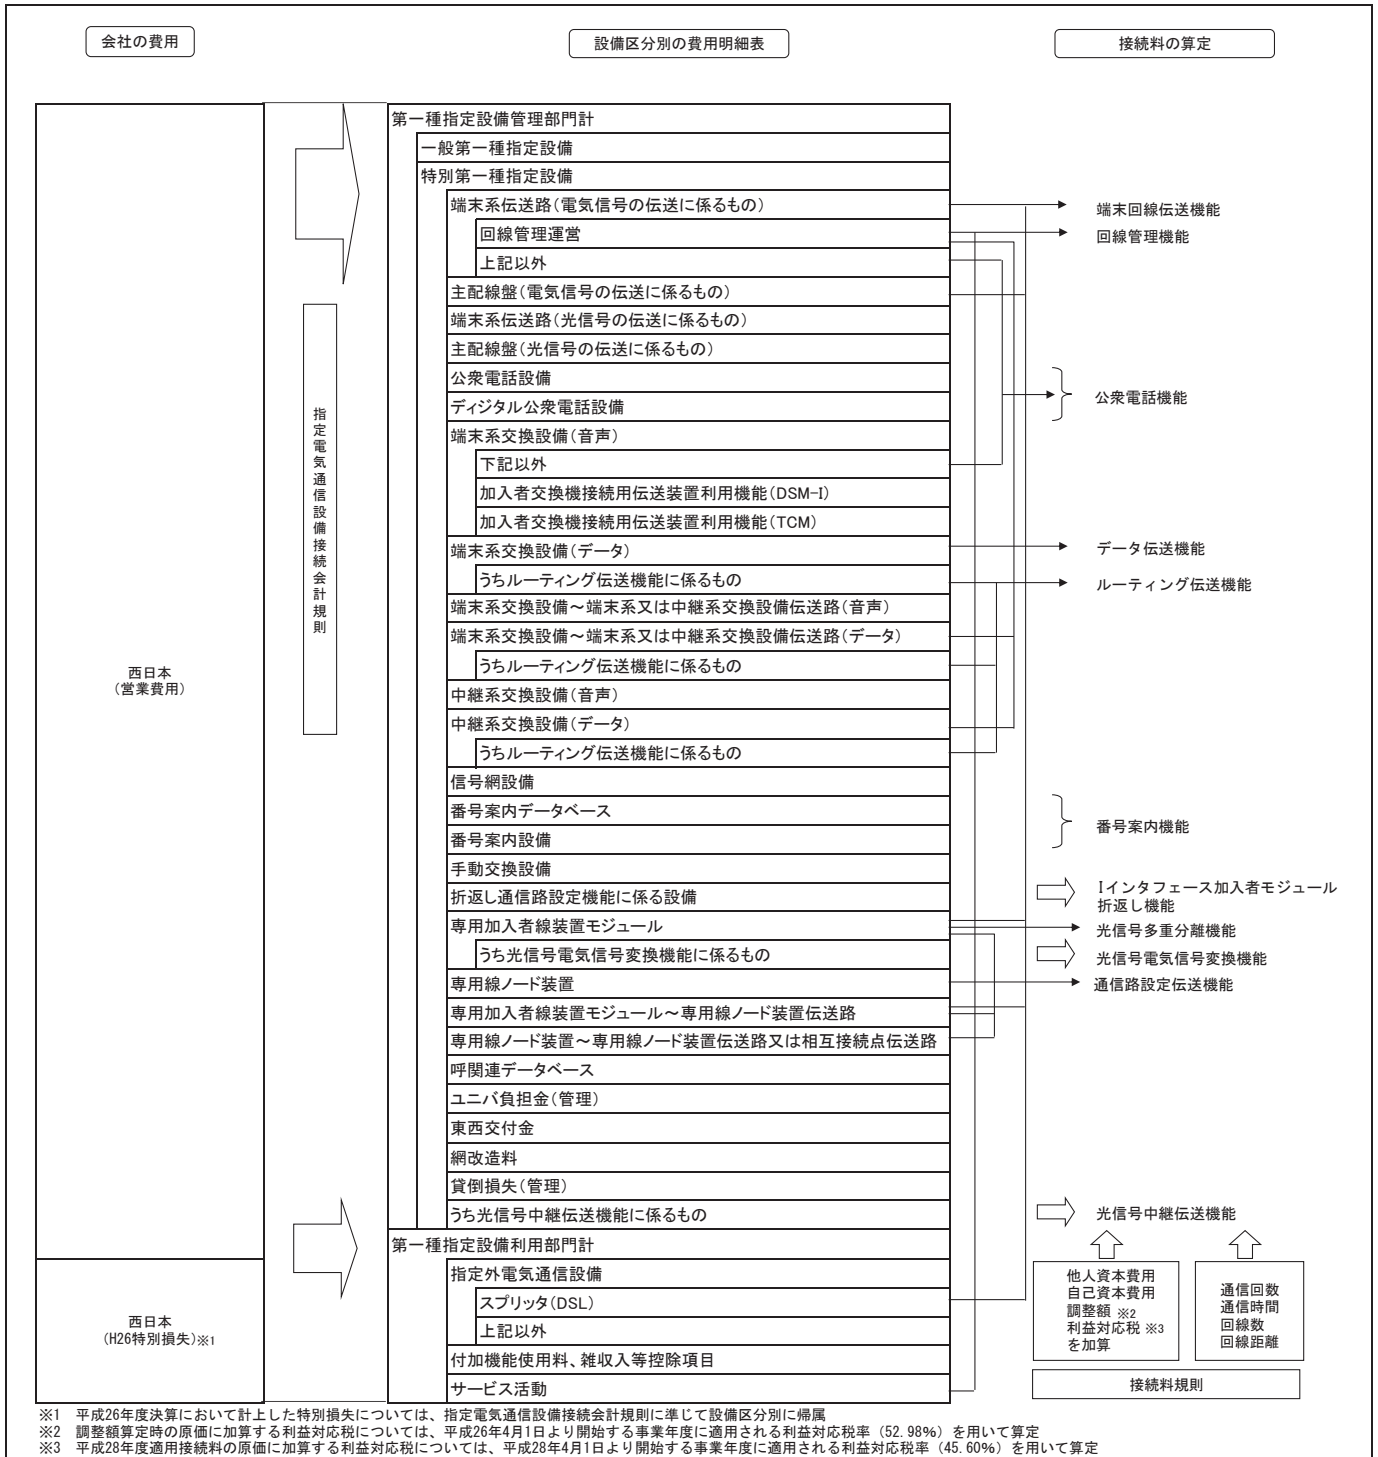 会社の費用
設備区分別の費用明細表
接続料の算定
西日本
（営業費用）
西日本
（H26特別損失）※1
指定電気通信設備接続会計規則
第一種指定設備管理部門計
一般第一種指定設備
特別第一種指定設備
端末系伝送路（電気信号の伝送に係るもの）
回線管理運営
上記以外
主配線盤（電気信号の伝送に係るもの）
端末系伝送路（光信号の伝送に係るもの）
主配線盤（光信号の伝送に係るもの）
公衆電話設備
ディジタル公衆電話設備
端末系交換設備（音声）
下記以外
加入者交換機接続用伝送装置利用機能（DSM-I）
加入者交換機接続用伝送装置利用機能（TCM）
端末系交換設備（データ）
うちルーティング伝送機能に係るもの
端末系交換設備～端末系又は中継系交換設備伝送路（音声）
端末系交換設備～端末系又は中継系交換設備伝送路（データ）
うちルーティング伝送機能に係るもの
中継系交換設備（音声）
中継系交換設備（データ）
うちルーティング伝送機能に係るもの
信号網設備
番号案内データベース
番号案内設備
手動交換設備
折返し通信路設定機能に係る設備
専用加入者線装置モジュール
うち光信号電気信号変換機能に係るもの
専用線ノード装置
専用加入者線装置モジュール～専用線ノード装置伝送路
専用線ノード装置～専用線ノード装置伝送路又は相互接続点伝送路
呼関連データベース
ユニバ負担金（管理）
東西交付金
網改造料
貸倒損失（管理）
うち光信号中継伝送機能に係るもの
第一種指定設備利用部門計
指定外電気通信設備
スプリッタ（DSL）
上記以外
付加機能使用料、雑収入等控除項目
サービス活動
端末回線伝送機能
回線管理機能
公衆電話機能
データ伝送機能
ルーティング伝送機能
番号案内機能
Iインタフェース加入者モジュール
折返し機能
光信号多重分離機能
光信号電気信号変換機能
通信路設定伝送機能
光信号中継伝送機能
他人資本費用
自己資本費用
調整額 ※2
利益対応税 ※3
を加算
通信回数
通信時間
回線数
回線距離
接続料規則
※1 平成26年度決算において計上した特別損失については、指定電気通信設備接続会計規則に準じて設備区分別に帰属
※2 調整額算定時の原価に加算する利益対応税については、平成26年4月1日より開始する事業年度に適用される利益対応税率（52.98%）を用いて算定
※3 平成28年度適用接続料の原価に加算する利益対応税については、平成28年4月1日より開始する事業年度に適用される利益対応税率（45.60%）を用いて算定